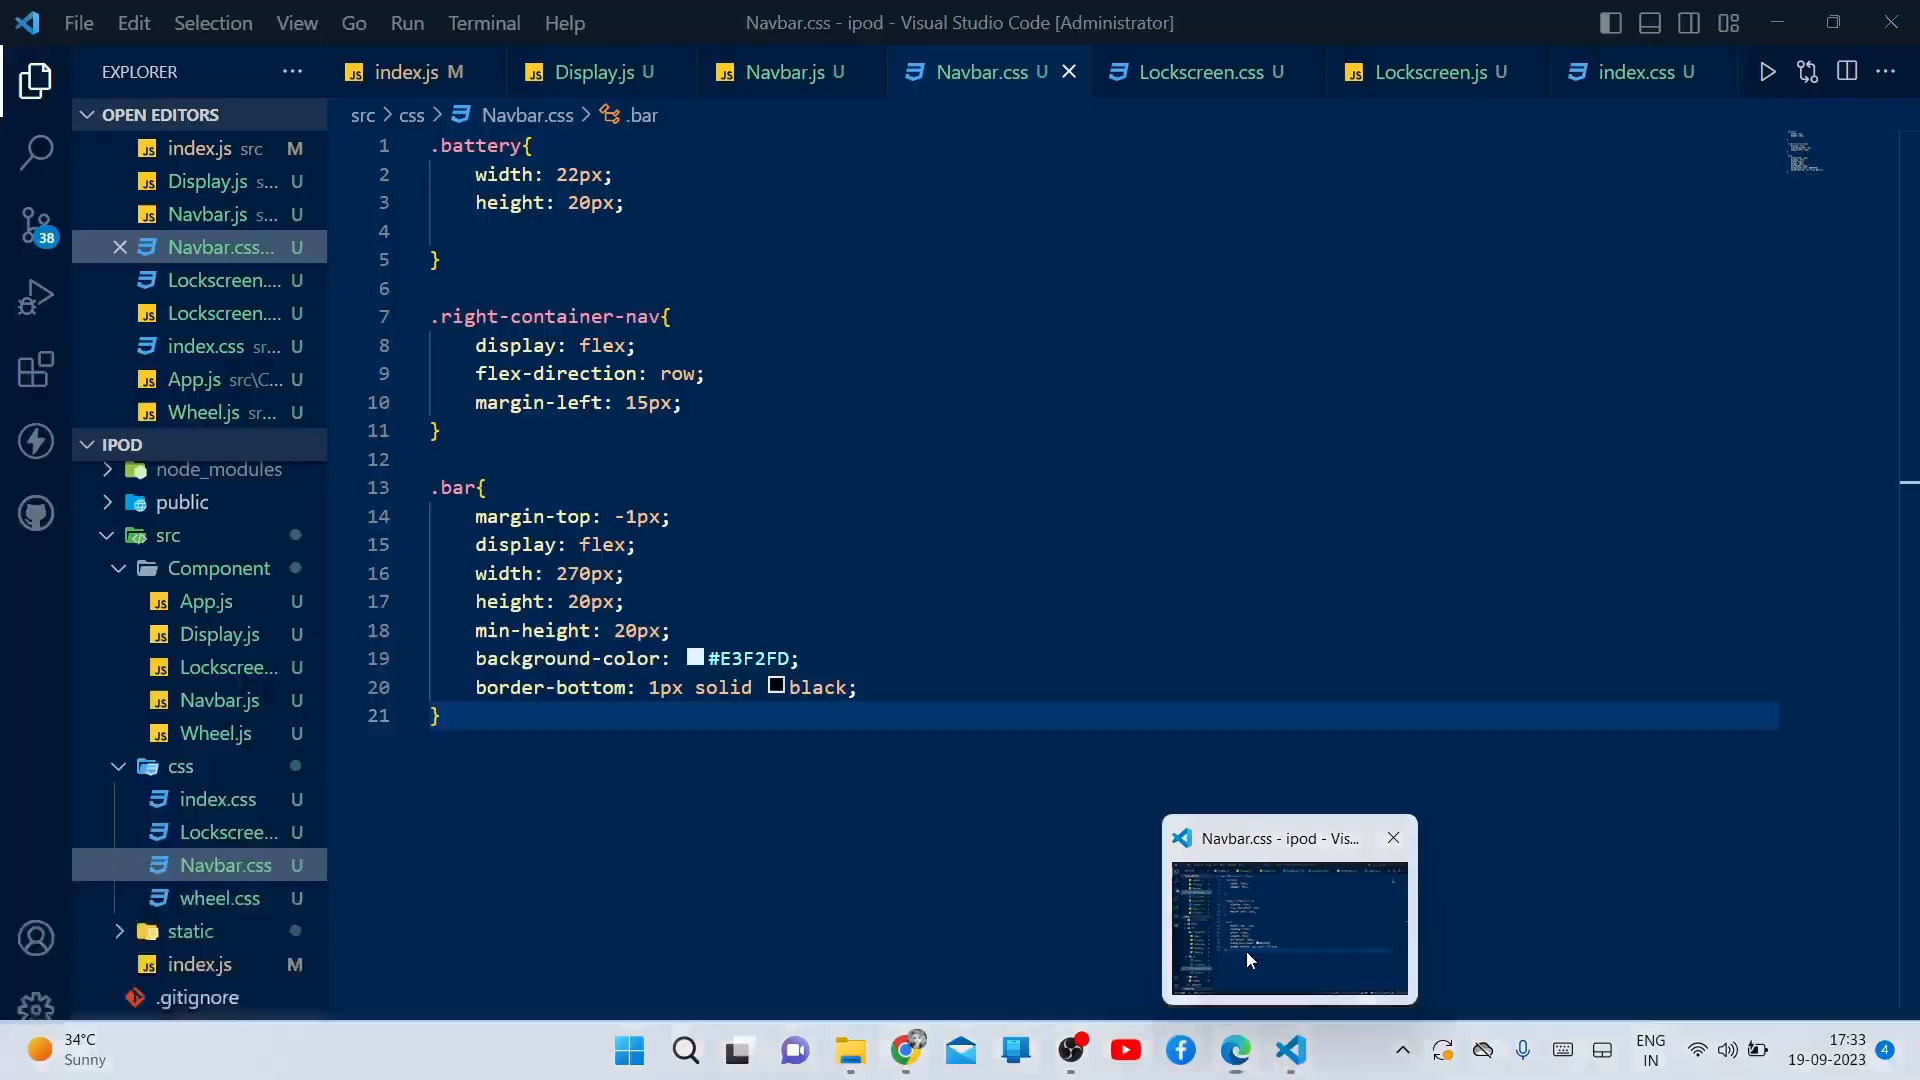 File Edit Selection View Go Run Terminal Help
Navbar.css - ipod - Visual Studio Code [Administrator]
EXPLORER
index.js M
Display.js U
Navbar.js U
Navbar.css U
Lockscreen.css U
Lockscreen.js U
index.css U
OPEN EDITORS
index.js src M
Display.js s... U
Navbar.js s... U
Navbar.css... U
Lockscreen.... U
Lockscreen.... U
index.css sr... U
App.js src\C... U
Wheel.js sr... U
IPOD
node_modules
public
src
Component
App.js U
Display.js U
Lockscree... U
Navbar.js U
Wheel.js U
css
index.css U
Lockscree... U
Navbar.css U
wheel.css U
static
index.js M
.gitignore
38
src > css > Navbar.css > .bar
1 .battery{
2 width: 22px;
3 height: 20px;
4
5 }
6
7 .right-container-nav{
8 display: flex;
9 flex-direction: row;
10 margin-left: 15px;
11 }
12
13 .bar{
14 margin-top: -1px;
15 display: flex;
16 width: 270px;
17 height: 20px;
18 min-height: 20px;
19 background-color: #E3F2FD;
20 border-bottom: 1px solid black;
21 }
Navbar.css - ipod - Vis...
34°C
Sunny
ENG
IN
17:33
19-09-2023
4